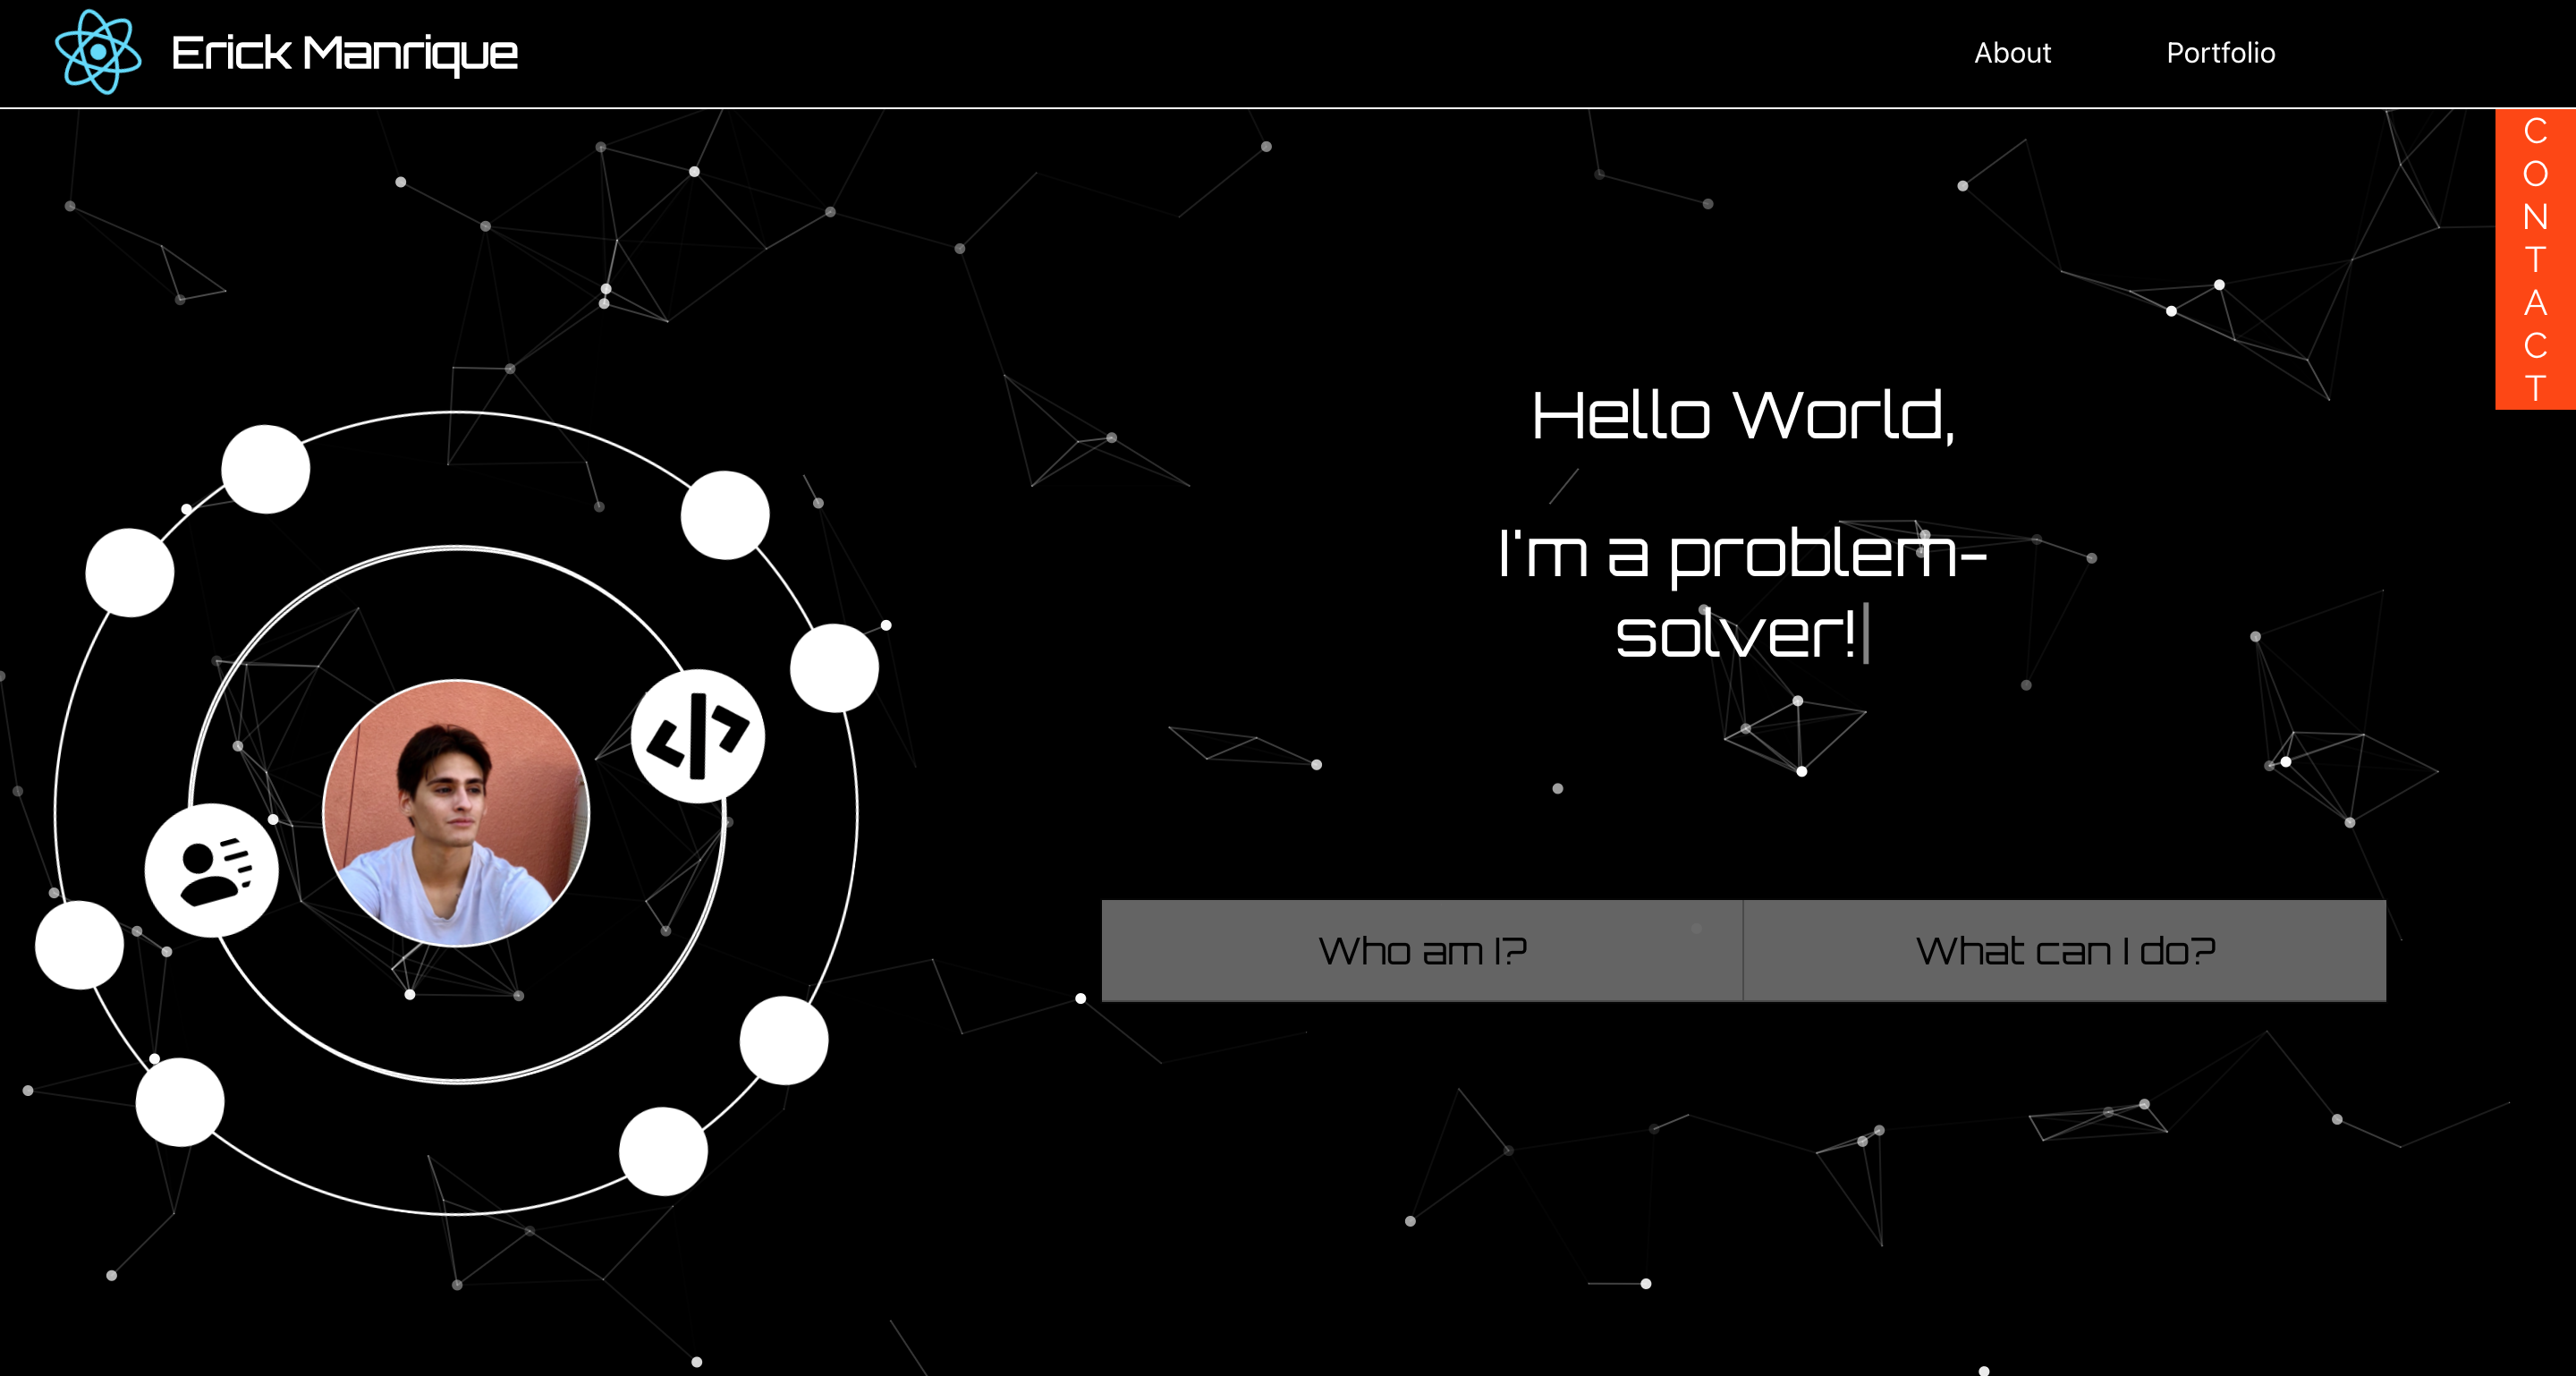 Erick Manrique
About
Portfolio
CONTACT
Hello World,
I'm a problem-
solver!
Who am I?
What can I do?